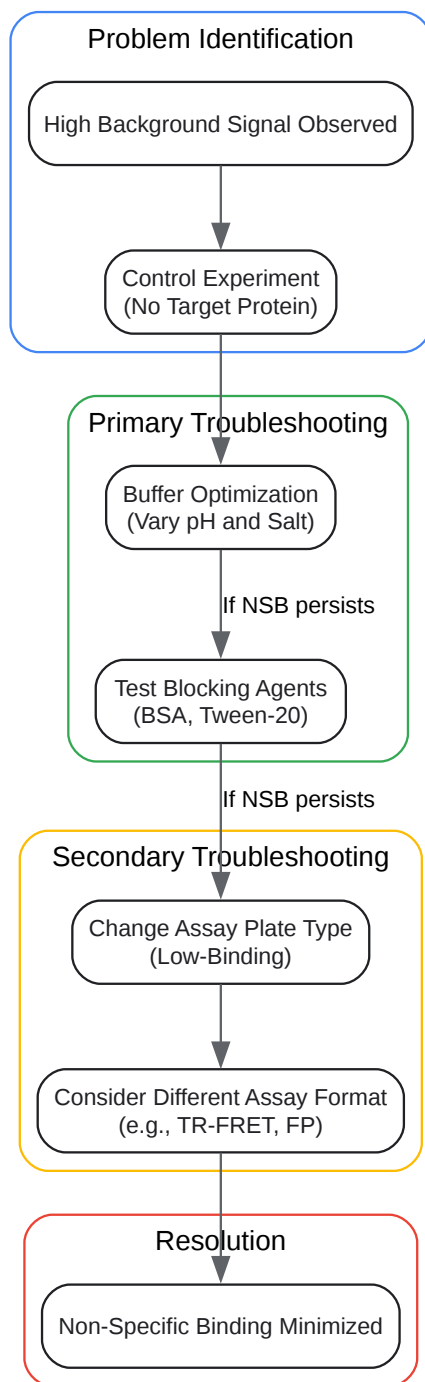 Problem Identification
High Background Signal Observed
Control Experiment
(No Target Protein)
Primary Troubleshooting
Buffer Optimization
(Vary pH and Salt)
If NSB persists
Test Blocking Agents
(BSA, Tween-20)
If NSB persists
Secondary Troubleshooting
Change Assay Plate Type
(Low-Binding)
Consider Different Assay Format
(e.g., TR-FRET, FP)
Resolution
Non-Specific Binding Minimized